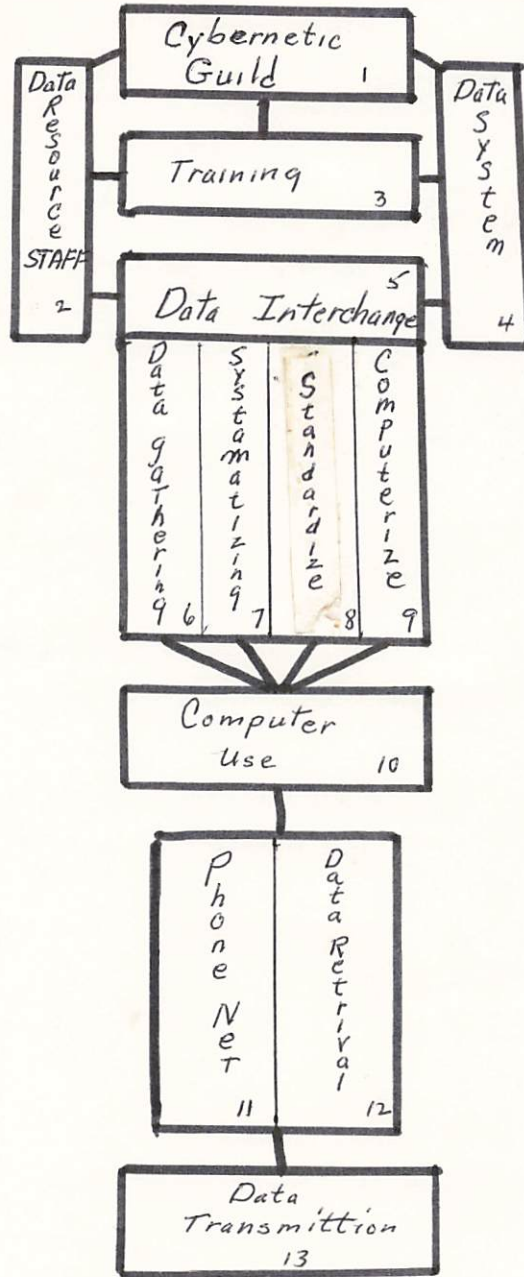 Cybernetic
Guild 1
Data
Resource
STAFF
2
Training
3
Data
System
4
5
Data Interchange
Data gathering 6
Systamatizing 7
Standardize 8
Computerize 9
Computer
Use 10
Phone Net
11
Data Retrival
12
Data
Transmittion
13